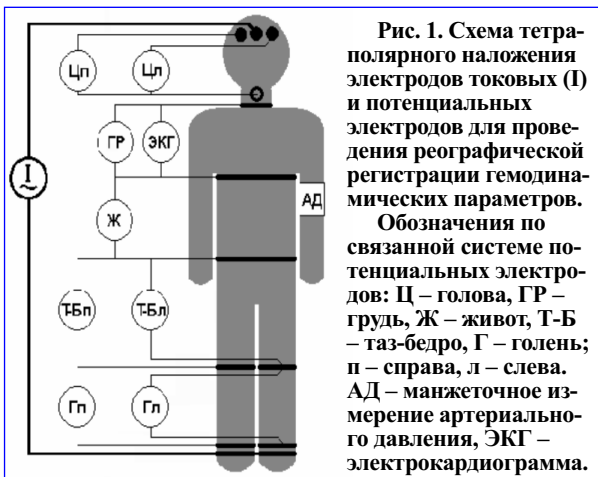 Цп Цл
ГР ЭКГ
I
~
Ж
АД
Т-Бп Т-Бл
Гп Гл
Рис. 1. Схема тетра-
полярного наложения
электродов токовых (I)
и потенциальных
электродов для прове-
дения реографической
регистрации гемодина-
мических параметров.
Обозначения по
связанной системе по-
тенциальных электро-
дов: Ц – голова, ГР –
грудь, Ж – живот, Т-Б
– таз-бедро, Г – голень;
п – справа, л – слева.
АД – манжеточное из-
мерение артериально-
го давления, ЭКГ –
электрокардиограмма.